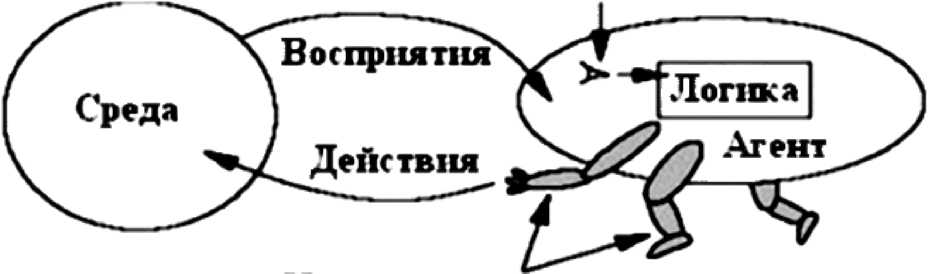 Восприятия
Среда
Логика
Агент
Действия